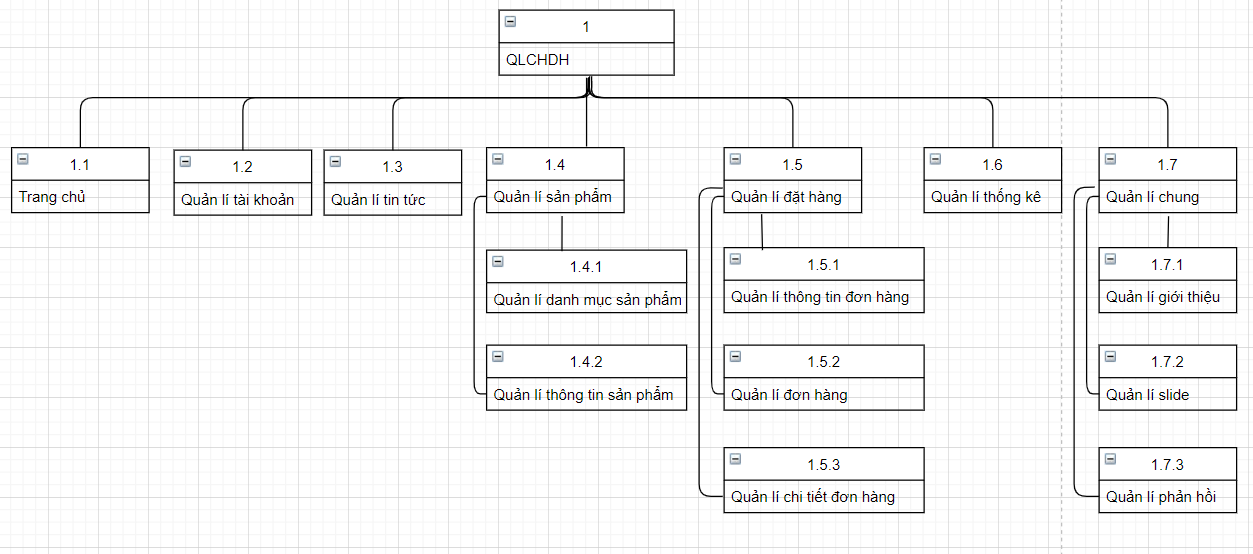 1
QLCHDH
1.1
Trang chủ
1.2
Quản lí tài khoản
1.3
Quản lí tin tức
1.4
Quản lí sản phẩm
1.5
Quản lí đặt hàng
1.6
Quản lí thống kê
1.7
Quản lí chung
1.4.1
Quản lí danh mục sản phẩm
1.5.1
Quản lí thông tin đơn hàng
1.7.1
Quản lí giới thiệu
1.4.2
Quản lí thông tin sản phẩm
1.5.2
Quản lí đơn hàng
1.7.2
Quản lí slide
1.5.3
Quản lí chi tiết đơn hàng
1.7.3
Quản lí phản hồi